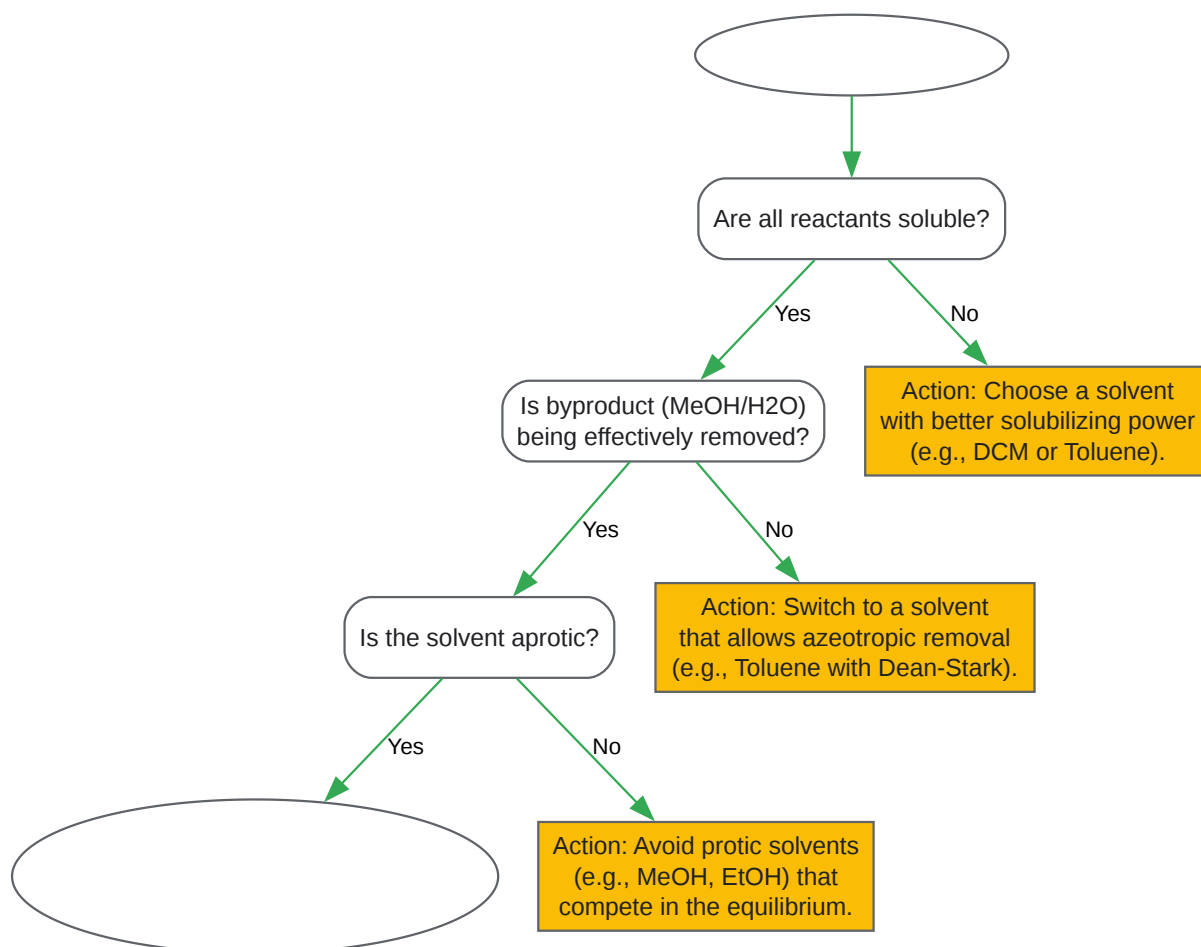 Are all reactants soluble?
Yes
No
Is byproduct (MeOH/H2O)
being effectively removed?
Action: Choose a solvent
with better solubilizing power
(e.g., DCM or Toluene).
Yes
No
Is the solvent aprotic?
Action: Switch to a solvent
that allows azeotropic removal
(e.g., Toluene with Dean-Stark).
Yes
No
Action: Avoid protic solvents
(e.g., MeOH, EtOH) that
compete in the equilibrium.